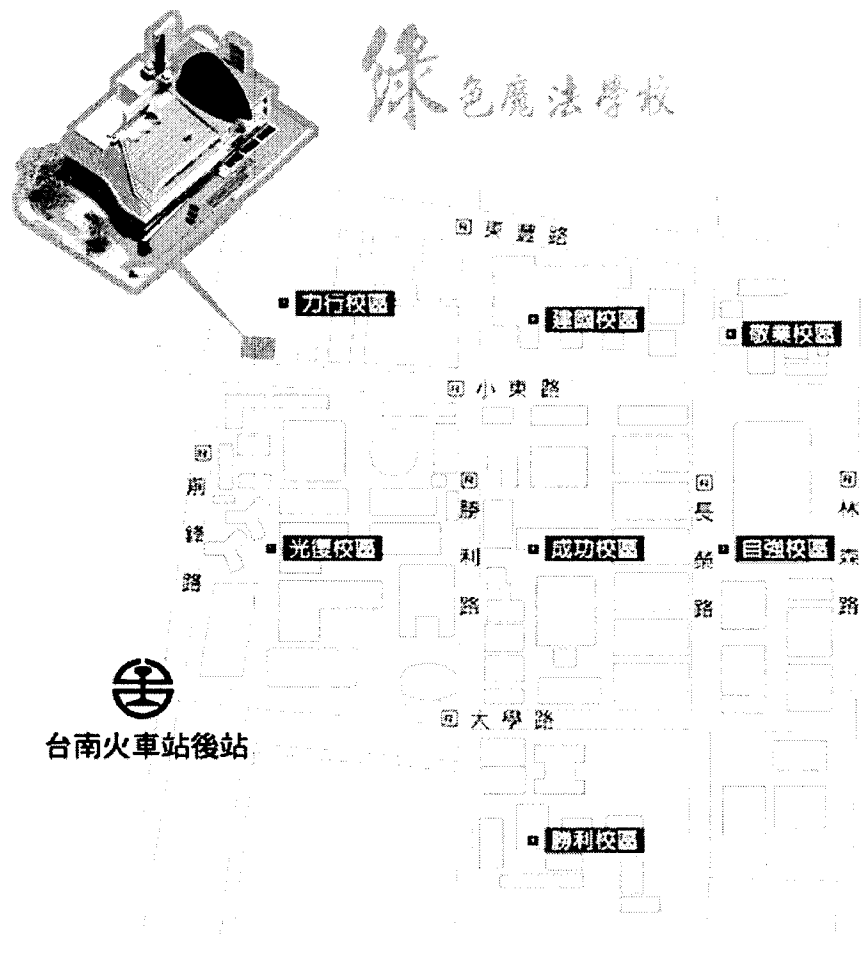 綠色魔法學校
東豐路
力行校區
建國校區
敬業校區
小東路
前鋒路
勝利路
長榮路
林森路
光復校區
成功校區
自強校區
台南火車站後站
大學路
勝利校區